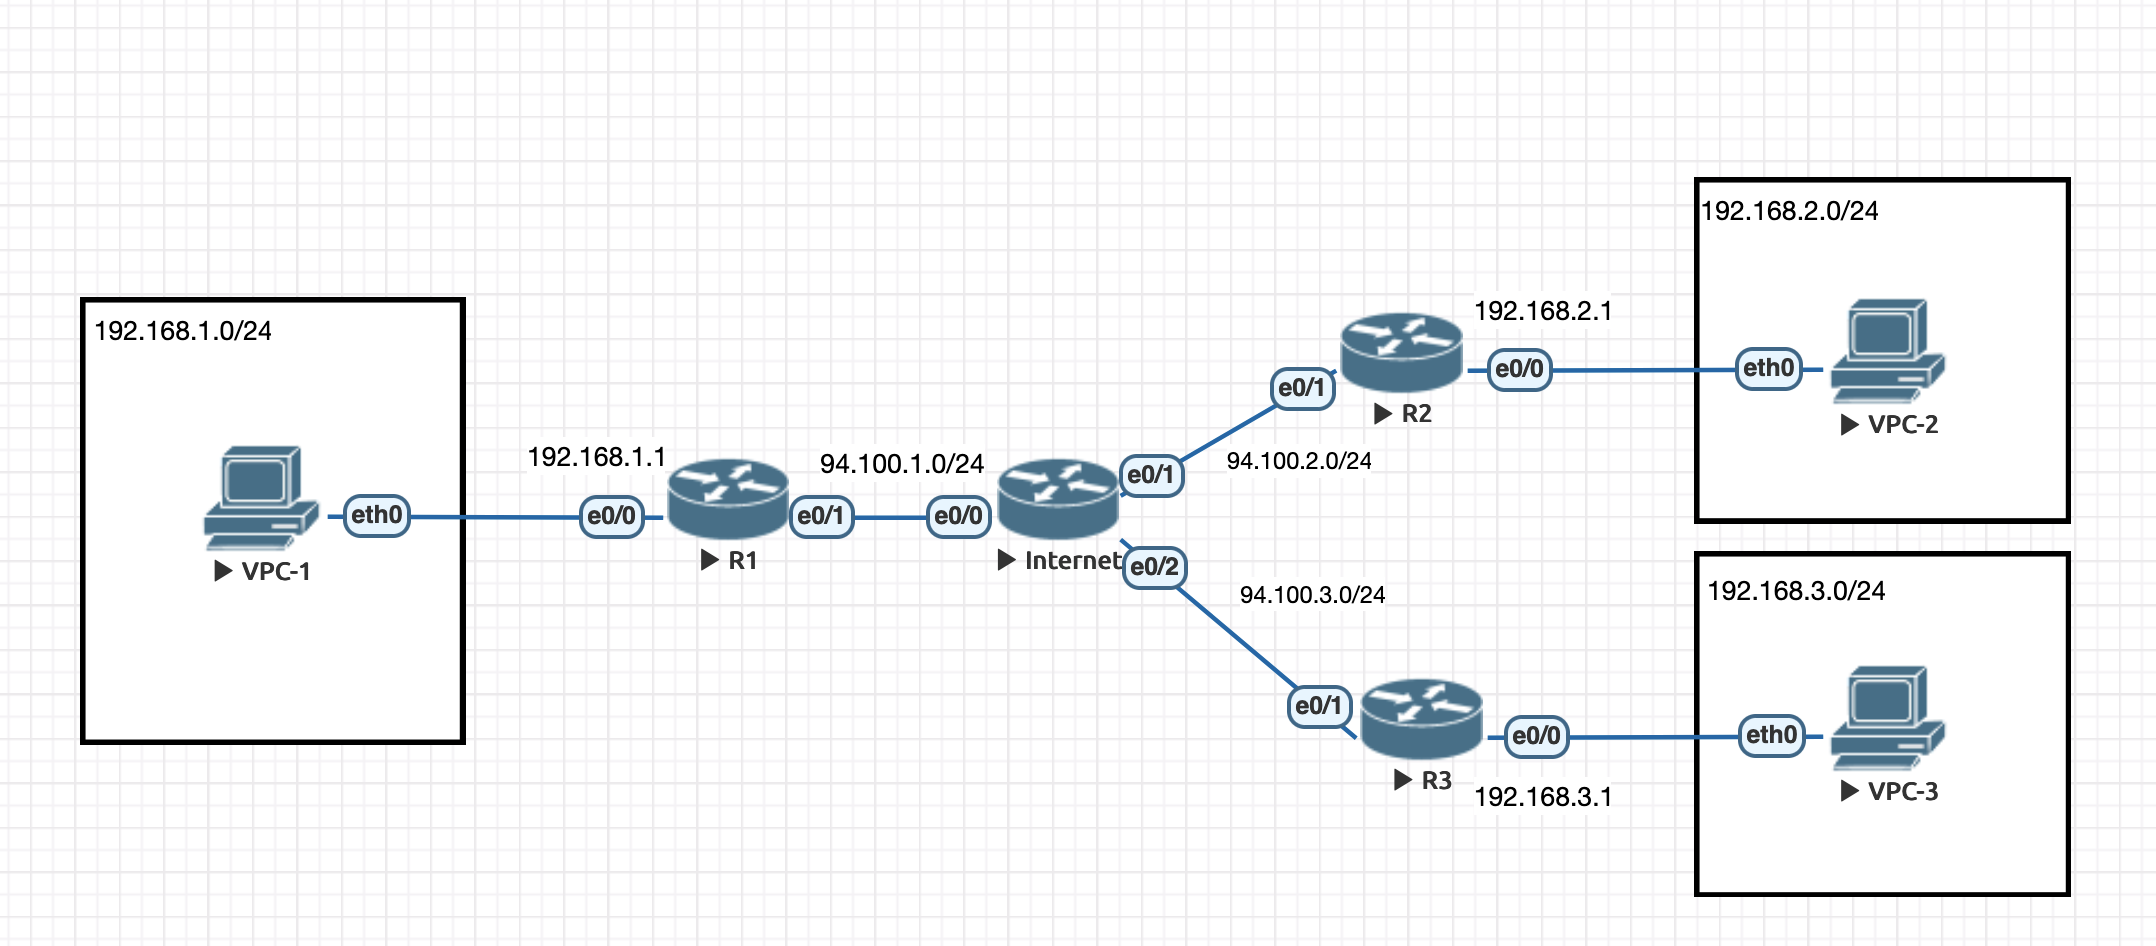 192.168.1.0/24
eth0
▶ VPC-1
192.168.1.1
e0/0
▶ R1
e0/1
94.100.1.0/24
e0/0
▶ Internet
e0/1
94.100.2.0/24
e0/1
▶ R2
192.168.2.1
e0/0
192.168.2.0/24
eth0
▶ VPC-2
e0/2
94.100.3.0/24
e0/1
▶ R3
e0/0
192.168.3.1
192.168.3.0/24
eth0
▶ VPC-3